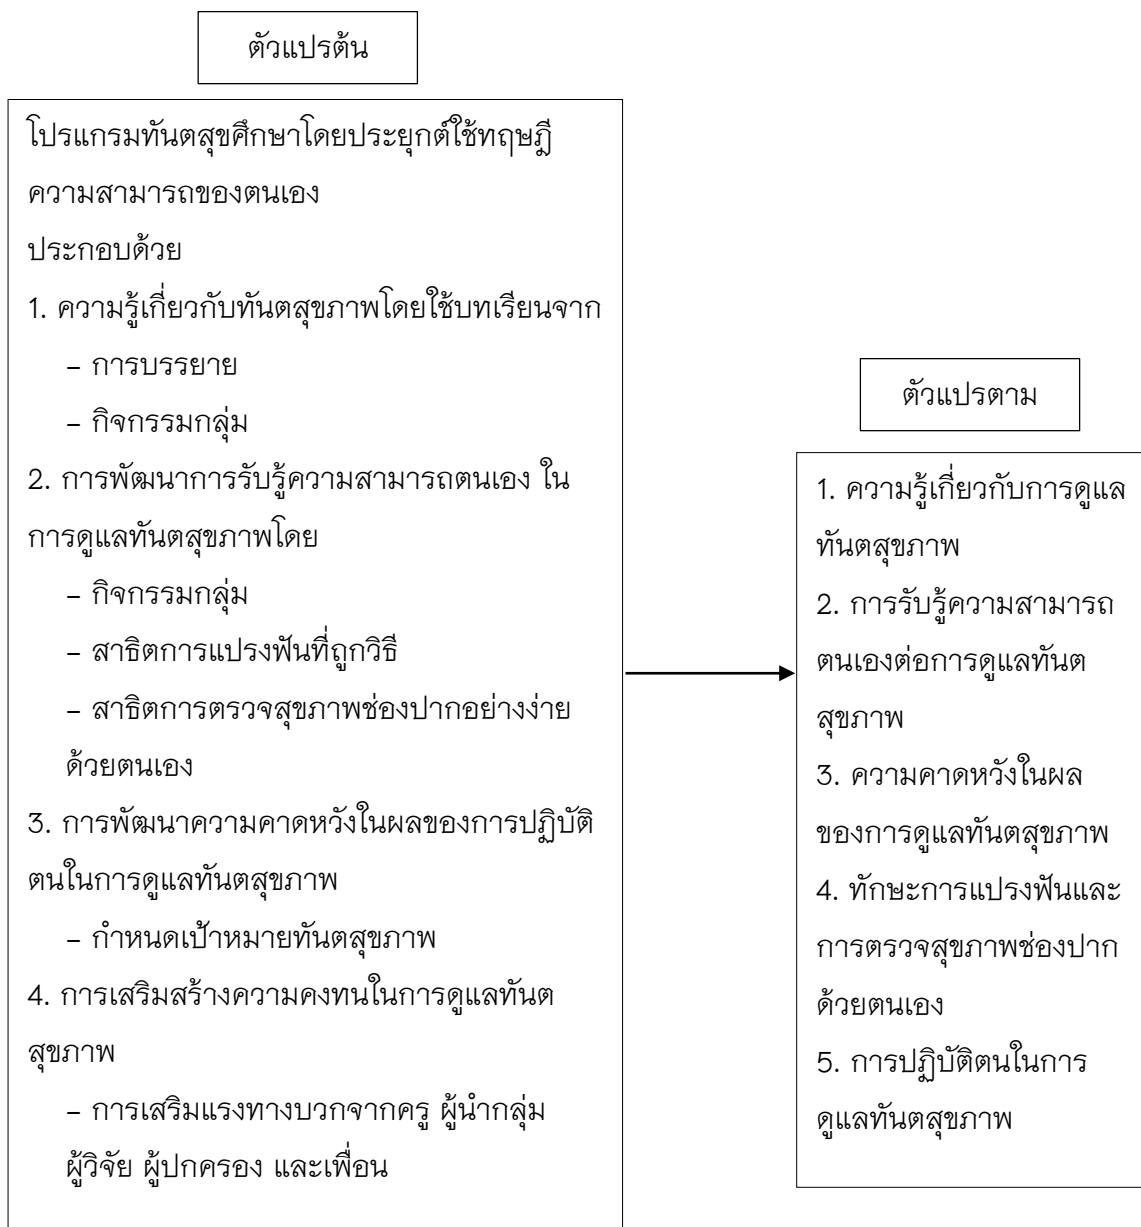 ตัวแปรต้น
โปรแกรมทันตสุขศึกษาโดยประยุกต์ใช้ทฤษฎี
ความสามารถของตนเอง
ประกอบด้วย
1. ความรู้เกี่ยวกับทันตสุขภาพโดยใช้บทเรียนจาก
– การบรรยาย
– กิจกรรมกลุ่ม
2. การพัฒนาการรับรู้ความสามารถตนเอง ใน
การดูแลทันตสุขภาพโดย
– กิจกรรมกลุ่ม
– สาธิตการแปรงฟันที่ถูกวิธี
– สาธิตการตรวจสุขภาพช่องปากอย่างง่าย
ด้วยตนเอง
3. การพัฒนาความคาดหวังในผลของการปฏิบัติ
ตนในการดูแลทันตสุขภาพ
– กำหนดเป้าหมายทันตสุขภาพ
4. การเสริมสร้างความคงทนในการดูแลทันต
สุขภาพ
– การเสริมแรงทางบวกจากครู ผู้นำกลุ่ม
ผู้วิจัย ผู้ปกครอง และเพื่อน
ตัวแปรตาม
1. ความรู้เกี่ยวกับการดูแล
ทันตสุขภาพ
2. การรับรู้ความสามารถ
ตนเองต่อการดูแลทันต
สุขภาพ
3. ความคาดหวังในผล
ของการดูแลทันตสุขภาพ
4. ทักษะการแปรงฟันและ
การตรวจสุขภาพช่องปาก
ด้วยตนเอง
5. การปฏิบัติตนในการ
ดูแลทันตสุขภาพ